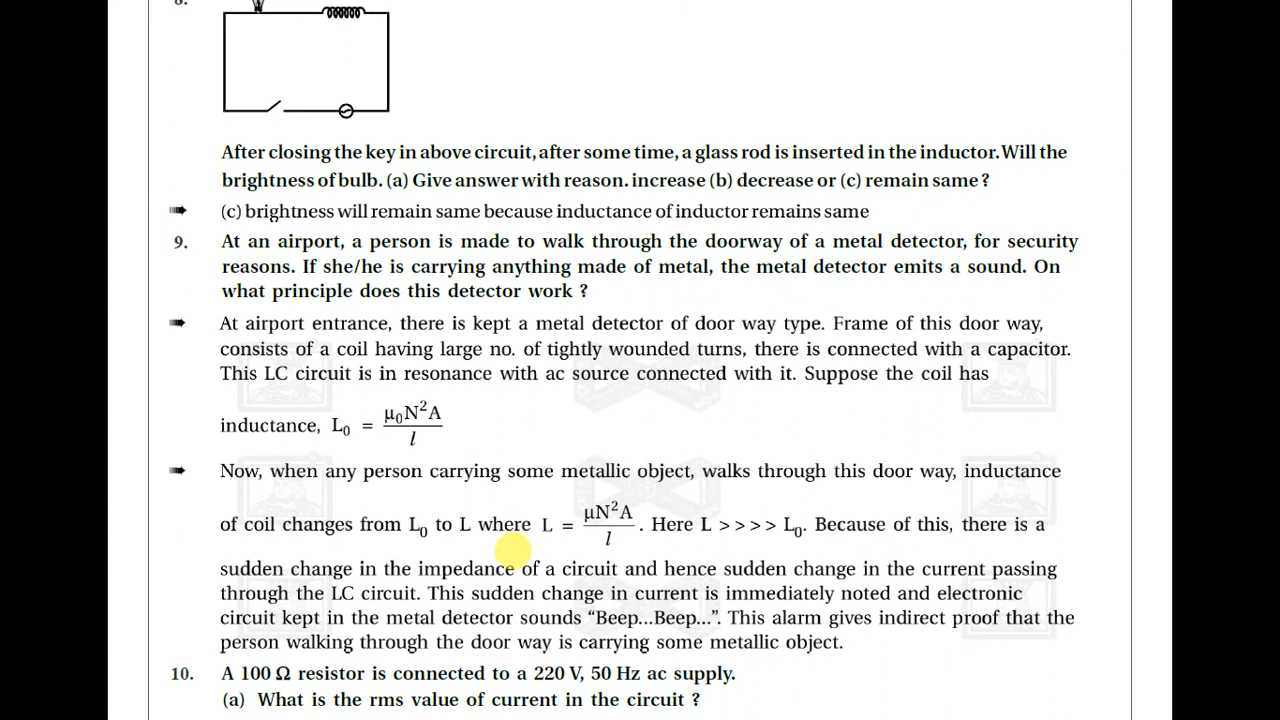 8.
After closing the key in above circuit, after some time, a glass rod is inserted in the inductor. Will the
brightness of bulb. (a) Give answer with reason. increase (b) decrease or (c) remain same ?
➠ (c) brightness will remain same because inductance of inductor remains same
9. At an airport, a person is made to walk through the doorway of a metal detector, for security
reasons. If she/he is carrying anything made of metal, the metal detector emits a sound. On
what principle does this detector work ?
➠ At airport entrance, there is kept a metal detector of door way type. Frame of this door way,
consists of a coil having large no. of tightly wounded turns, there is connected with a capacitor.
This LC circuit is in resonance with ac source connected with it. Suppose the coil has
inductance, L₀ = μ₀N²A / l
➠ Now, when any person carrying some metallic object, walks through this door way, inductance
of coil changes from L₀ to L where L = μN²A / l . Here L > > > > L₀. Because of this, there is a
sudden change in the impedance of a circuit and hence sudden change in the current passing
through the LC circuit. This sudden change in current is immediately noted and electronic
circuit kept in the metal detector sounds “Beep...Beep...”. This alarm gives indirect proof that the
person walking through the door way is carrying some metallic object.
10. A 100 Ω resistor is connected to a 220 V, 50 Hz ac supply.
(a) What is the rms value of current in the circuit ?